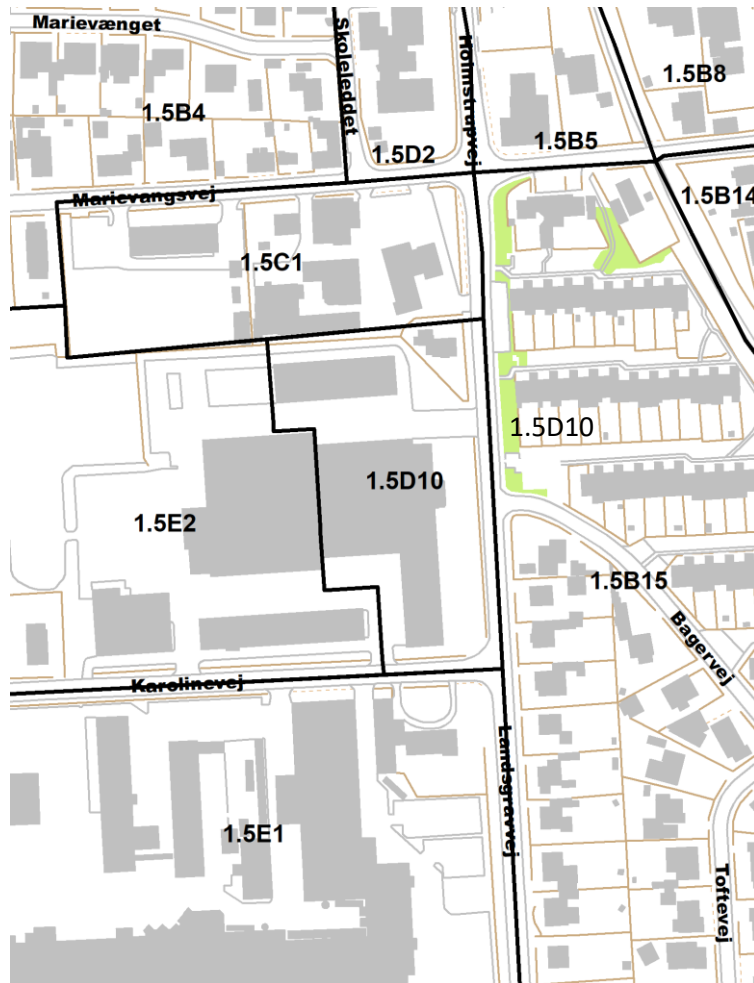 Marievænget
Skoleleddet
Holmstrupvej
1.5B8
1.5B4
1.5B5
1.5D2
Marievangsvej
1.5B14
1.5C1
1.5D10
1.5D10
1.5E2
1.5B15
Bagervej
Karolinevej
Landsgravvej
1.5E1
Toftevej